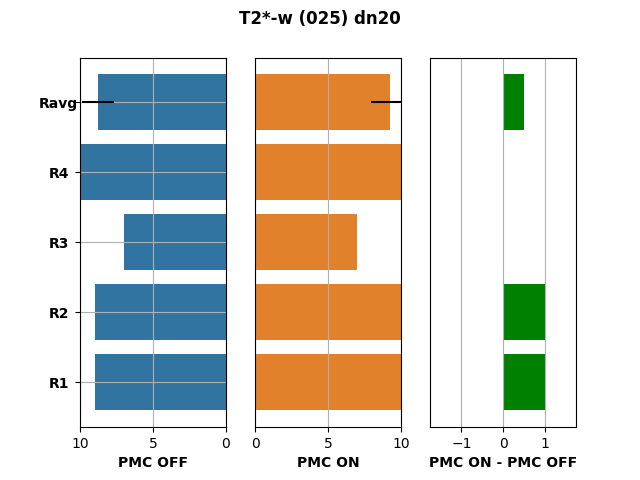 T2*-w (025) dn20
Ravg
R4
R3
R2
R1
10 5 0
0 5 10
−1 0 1
PMC OFF
PMC ON
PMC ON - PMC OFF